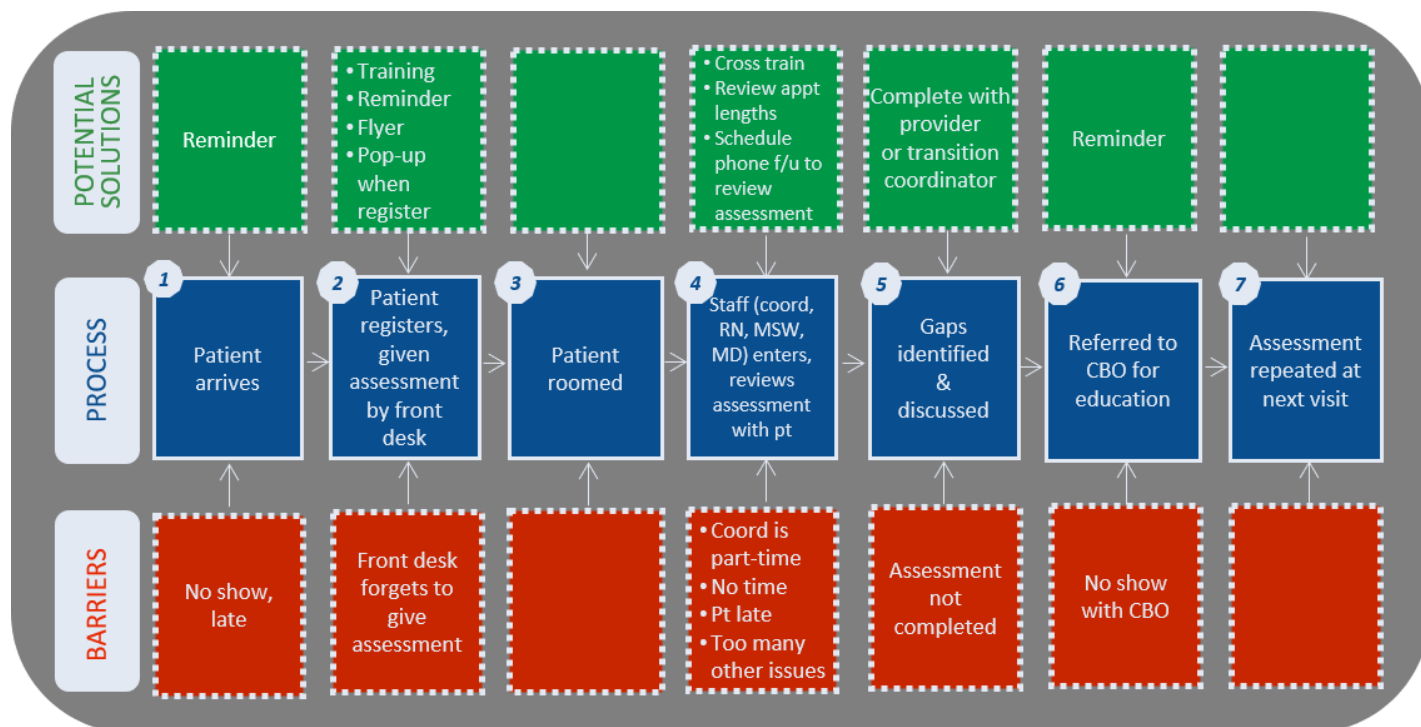 POTENTIAL
SOLUTIONS
Reminder
• Training
• Reminder
• Flyer
• Pop-up
when
register
• Cross train
• Review appt
lengths
• Schedule
phone f/u to
review
assessment
Complete with
provider
or transition
coordinator
Reminder
PROCESS
1
Patient
arrives
2
Patient
registers,
given
assessment
by front
desk
3
Patient
roomed
4
Staff (coord,
RN, MSW,
MD) enters,
reviews
assessment
with pt
5
Gaps
identified
&
discussed
6
Referred to
CBO for
education
7
Assessment
repeated at
next visit
BARRIERS
No show,
late
Front desk
forgets to
give
assessment
• Coord is
part-time
• No time
• Pt late
• Too many
other issues
Assessment
not
completed
No show
with CBO